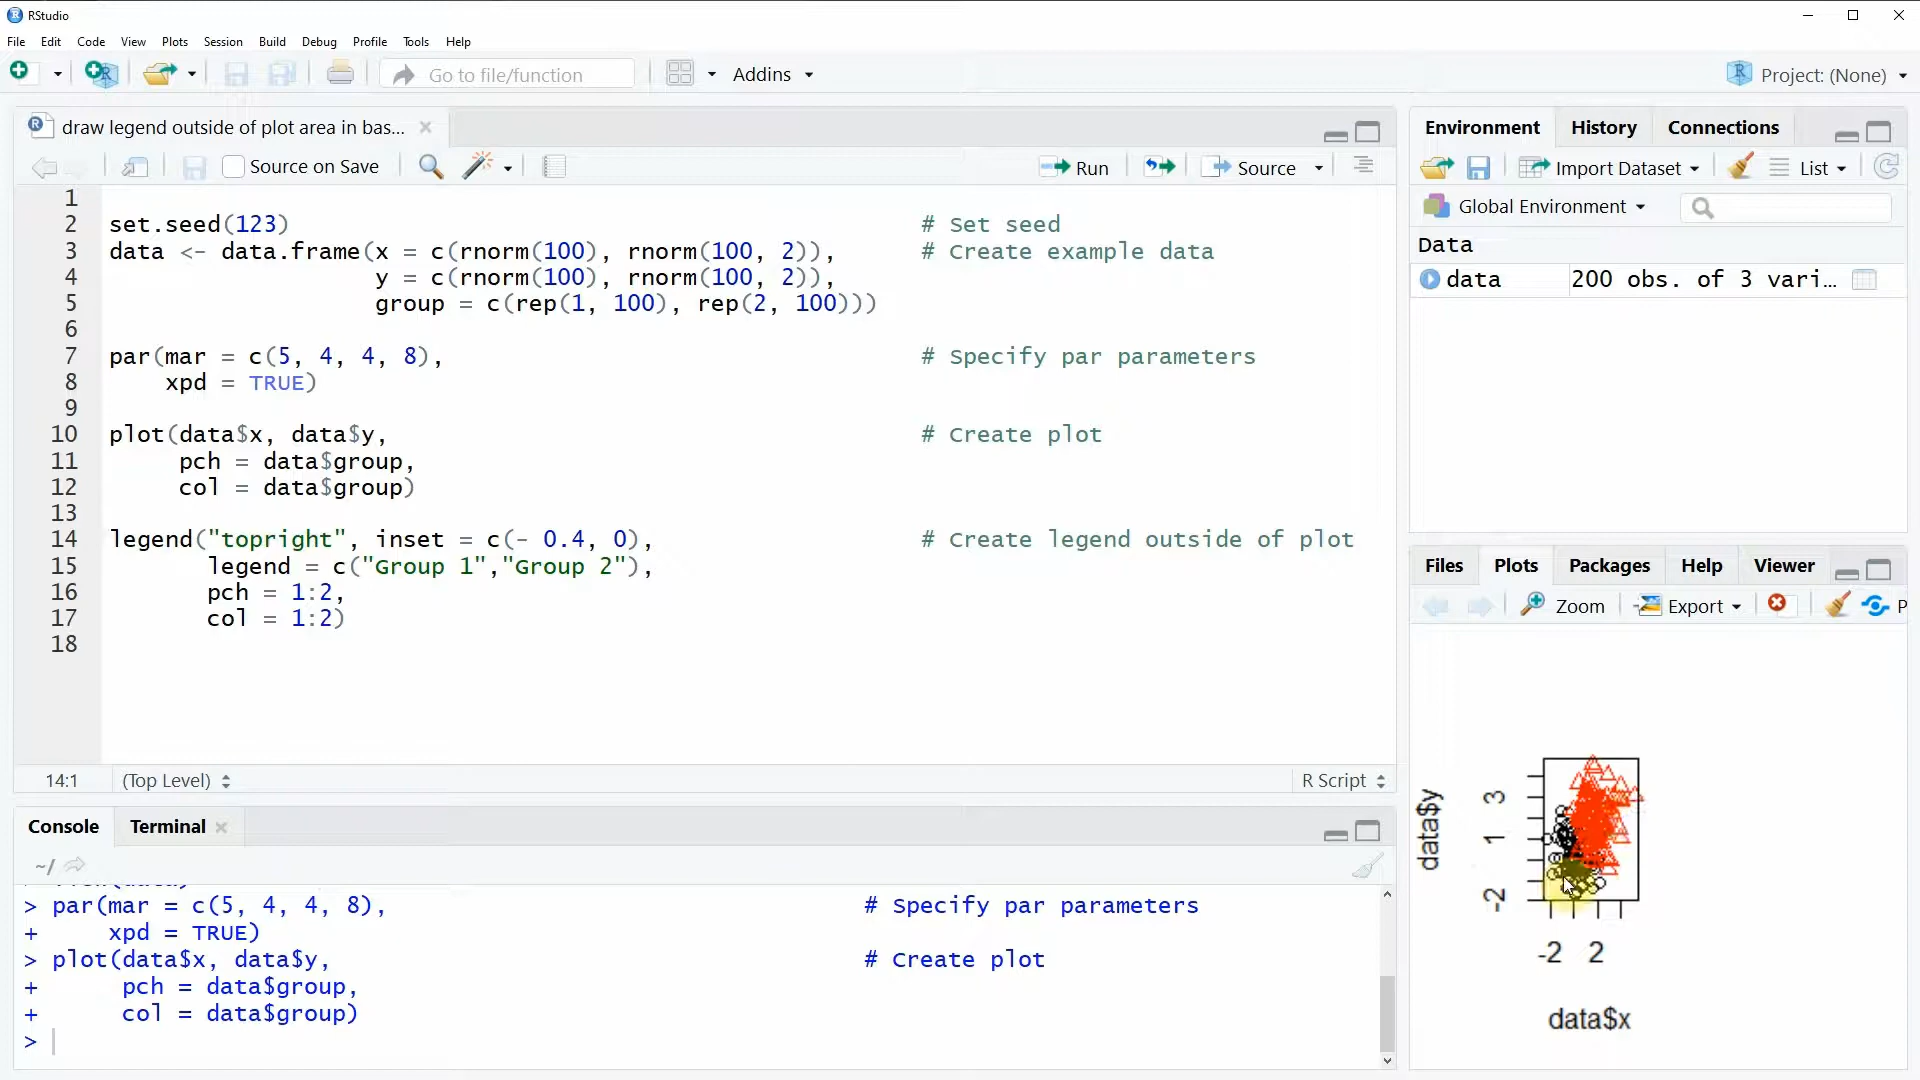 RStudio
File Edit Code View Plots Session Build Debug Profile Tools Help
Go to file/function Addins Project: (None)
draw legend outside of plot area in bas...
Source on Save Run Source
1
2 set.seed(123) # Set seed
3 data <- data.frame(x = c(rnorm(100), rnorm(100, 2)), # Create example data
4 y = c(rnorm(100), rnorm(100, 2)),
5 group = c(rep(1, 100), rep(2, 100)))
6
7 par(mar = c(5, 4, 4, 8), # Specify par parameters
8 xpd = TRUE)
9
10 plot(data$x, data$y, # Create plot
11 pch = data$group,
12 col = data$group)
13
14 legend("topright", inset = c(- 0.4, 0), # Create legend outside of plot
15 legend = c("Group 1","Group 2"),
16 pch = 1:2,
17 col = 1:2)
18
14:1 (Top Level) R Script
Console Terminal
~/
> par(mar = c(5, 4, 4, 8), # Specify par parameters
+ xpd = TRUE)
> plot(data$x, data$y, # Create plot
+ pch = data$group,
+ col = data$group)
>
Environment History Connections
Import Dataset List
Global Environment
Data
data 200 obs. of 3 vari...
Files Plots Packages Help Viewer
Zoom Export P
data$y
3
1
-2
-2 2
data$x